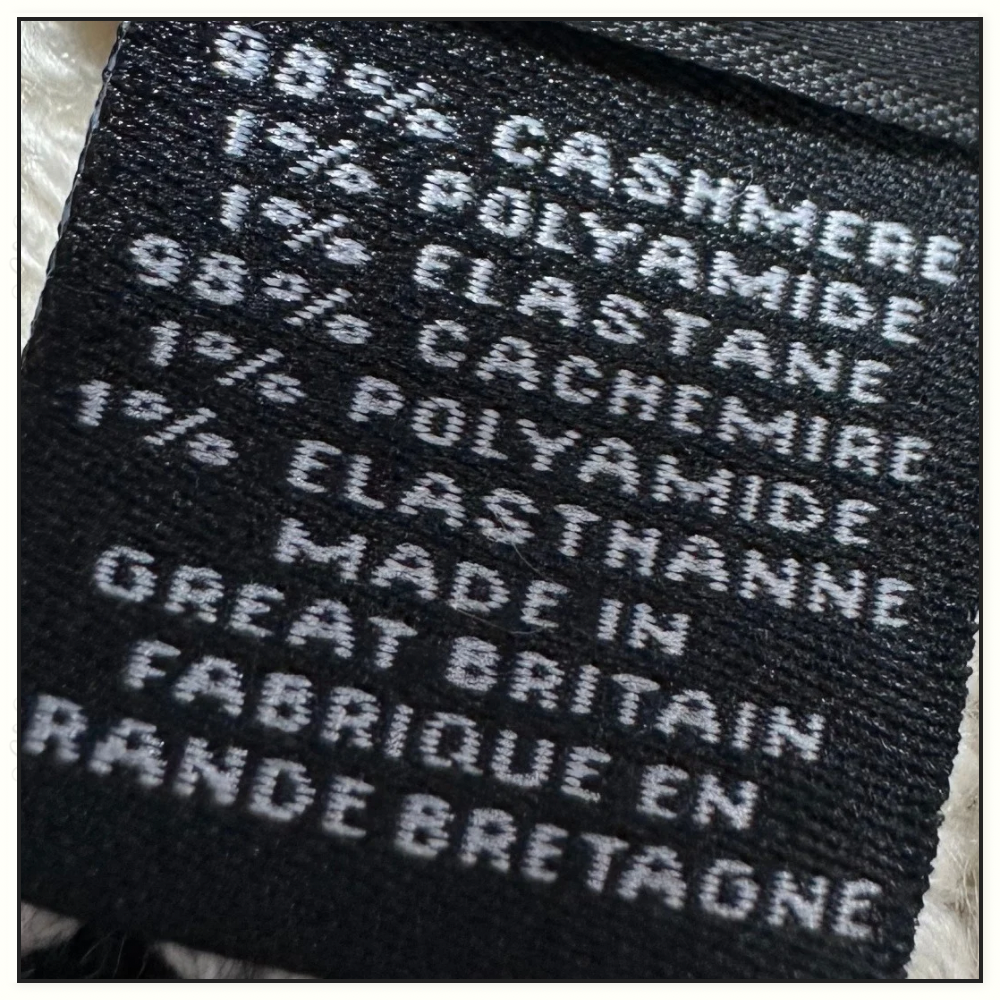 98% CASHMERE
1% POLYAMIDE
1% ELASTANE
98% CACHEMIRE
1% POLYAMIDE
1% ELASTHANNE
MADE IN
GREAT BRITAIN
FABRIQUE EN
RANDE BRETAGNE